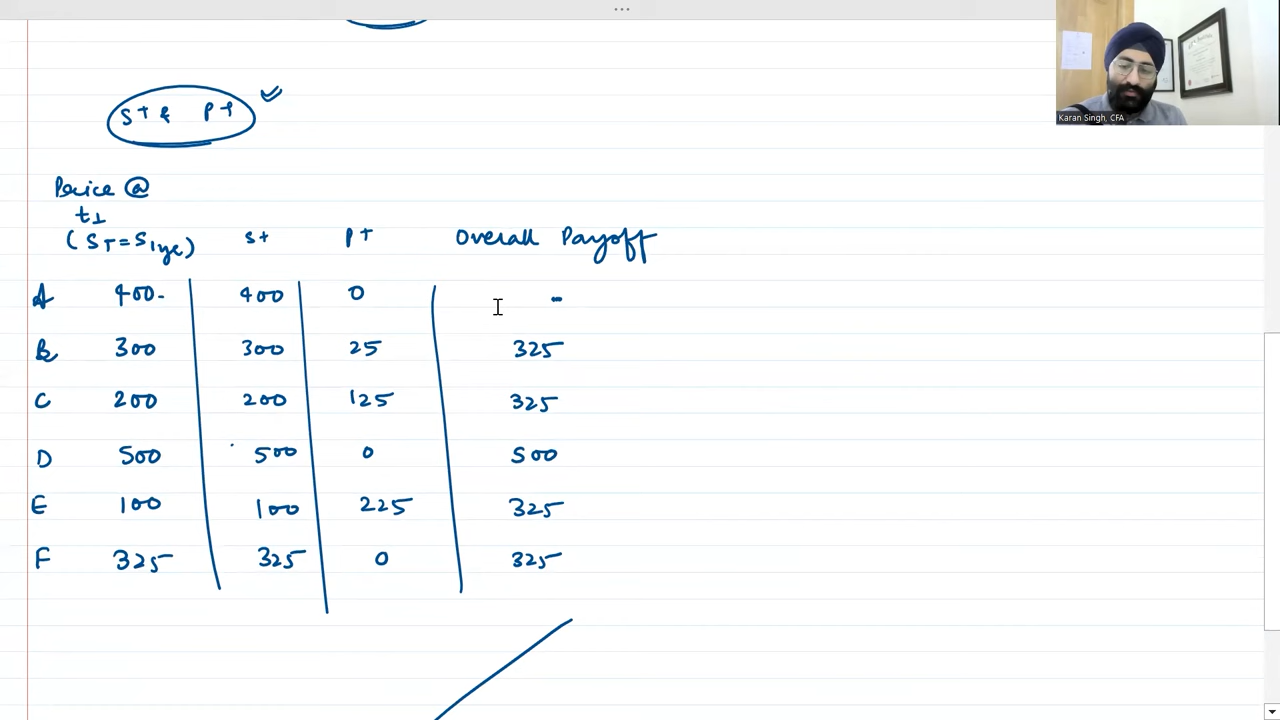 S+ & P+
Karan Singh, CFA
Price @
t1
(ST = S1yr) S+ P+ Overall Payoff
A 400- 400 0 -
B 300 300 25 325
C 200 200 125 325
D 500 500 0 500
E 100 100 225 325
F 325 325 0 325